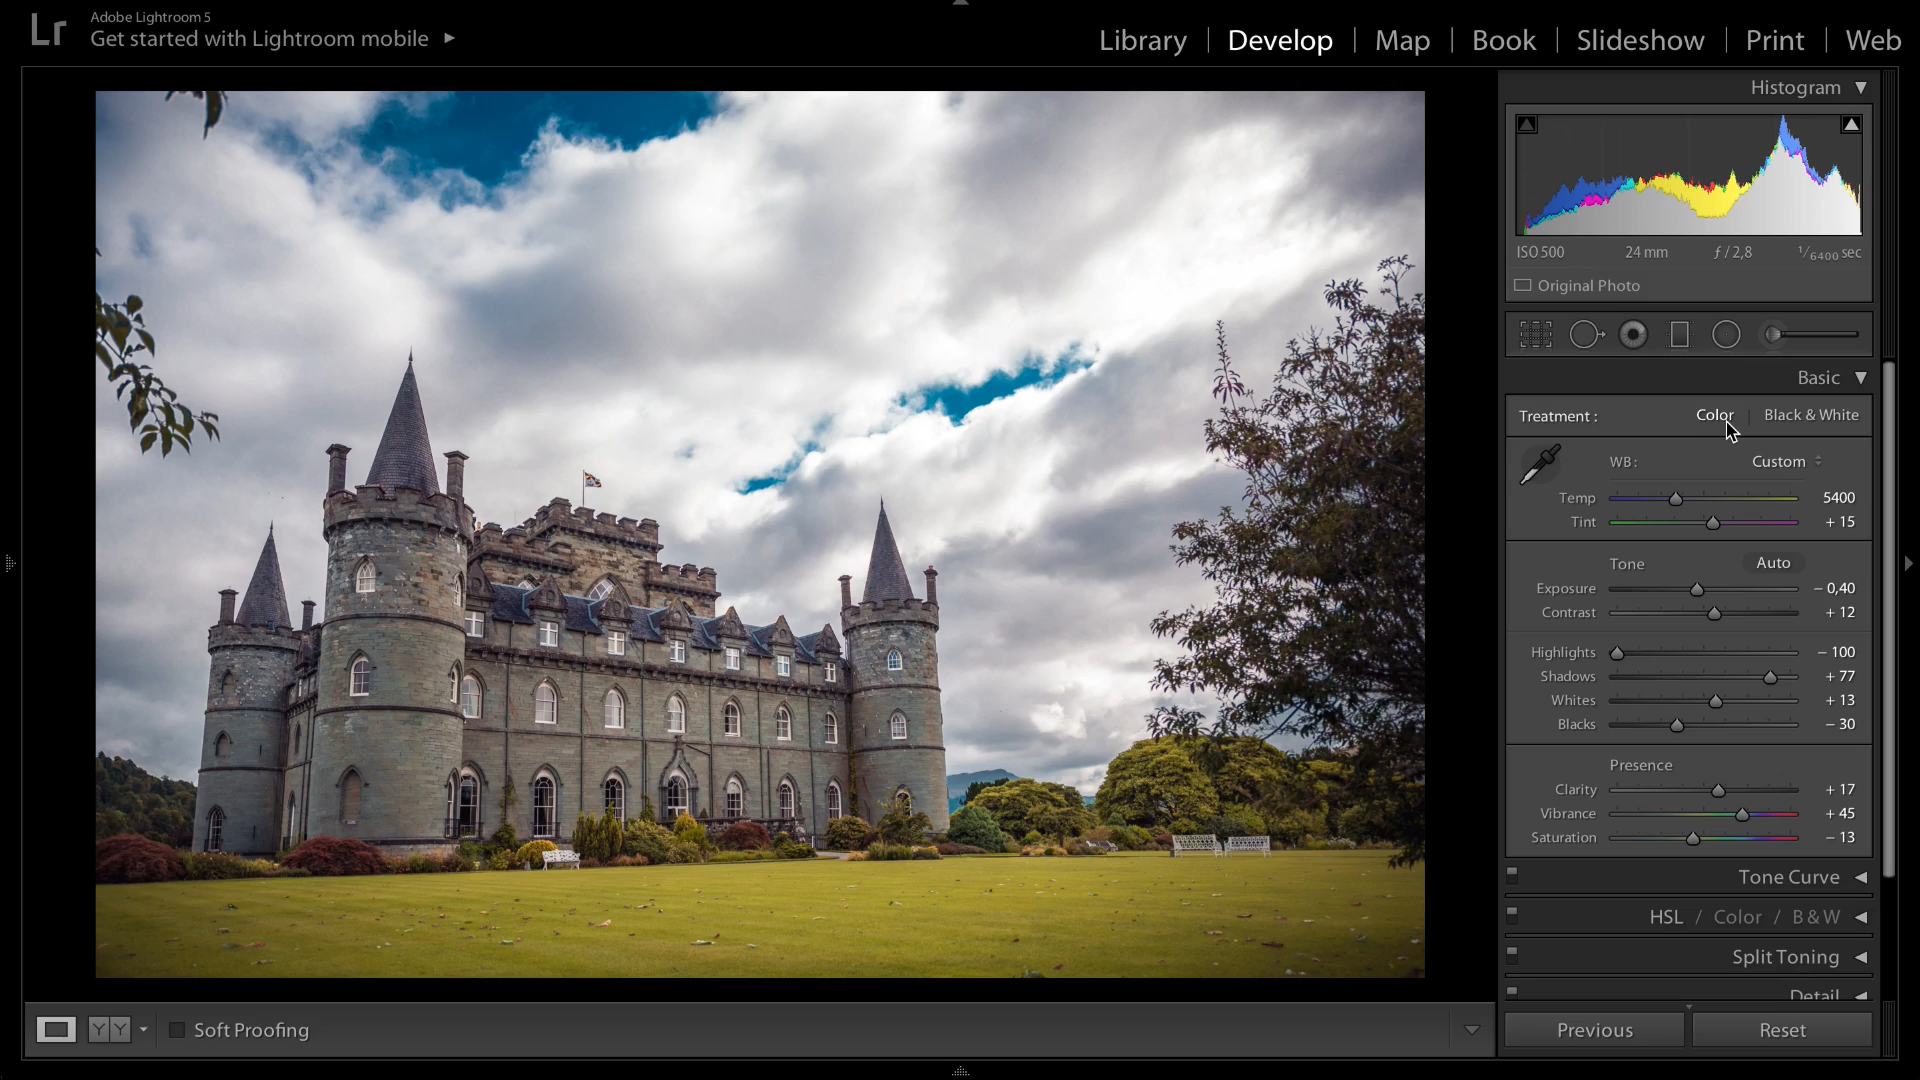 Lr
Adobe Lightroom 5
Get started with Lightroom mobile
Library | Develop | Map | Book | Slideshow | Print | Web
Histogram
ISO 500 24 mm ƒ / 2,8 1/6400 sec
Original Photo
Basic
Treatment : Color | Black & White
WB : Custom
Temp 5400
Tint + 15
Tone Auto
Exposure − 0,40
Contrast + 12
Highlights − 100
Shadows + 77
Whites + 13
Blacks − 30
Presence
Clarity + 17
Vibrance + 45
Saturation − 13
Tone Curve
HSL / Color / B & W
Split Toning
Detail
Y Y
Soft Proofing
Previous Reset